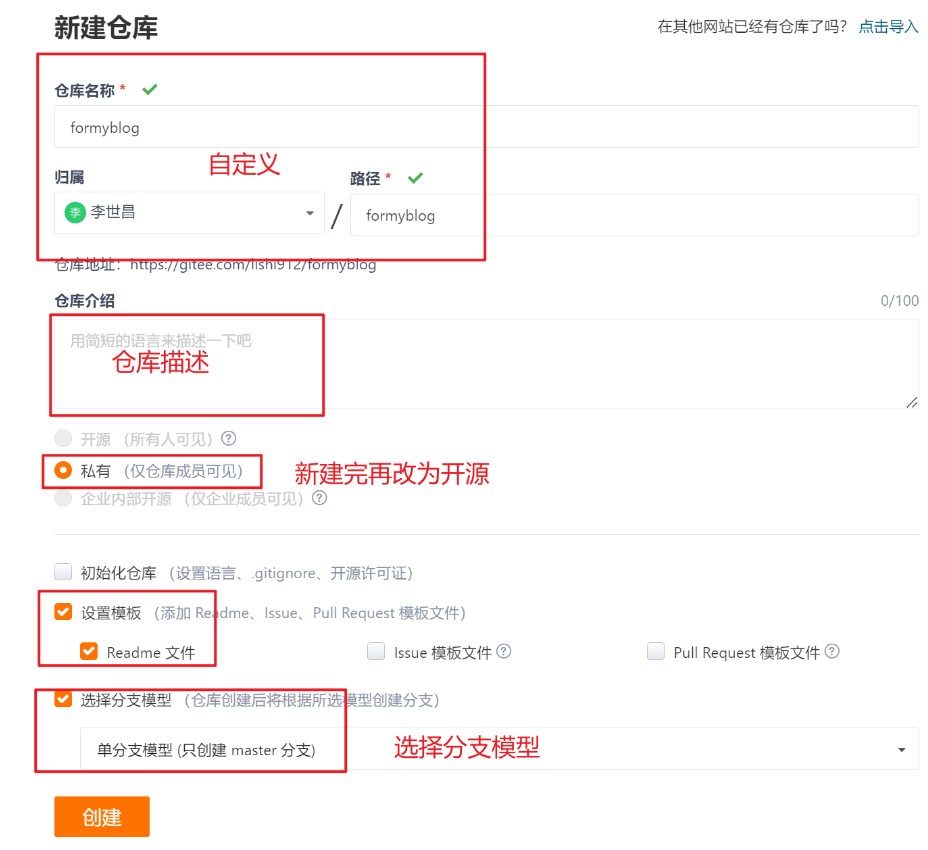 新建仓库
在其他网站已经有仓库了吗？ 点击导入
仓库名称 *
formyblog
自定义
归属
路径 *
李 李世昌 / formyblog
仓库地址：https://gitee.com/lishi912/formyblog
仓库介绍
0/100
用简短的语言来描述一下吧
仓库描述
开源 （所有人可见） ?
私有 （仅仓库成员可见）
新建完再改为开源
企业内部开源 （仅企业成员可见） ?
初始化仓库 （设置语言、.gitignore、开源许可证）
设置模板 （添加 Readme、Issue、Pull Request 模板文件）
Readme 文件 Issue 模板文件 ? Pull Request 模板文件 ?
选择分支模型 （仓库创建后将根据所选模型创建分支）
单分支模型 (只创建 master 分支)
选择分支模型
创建